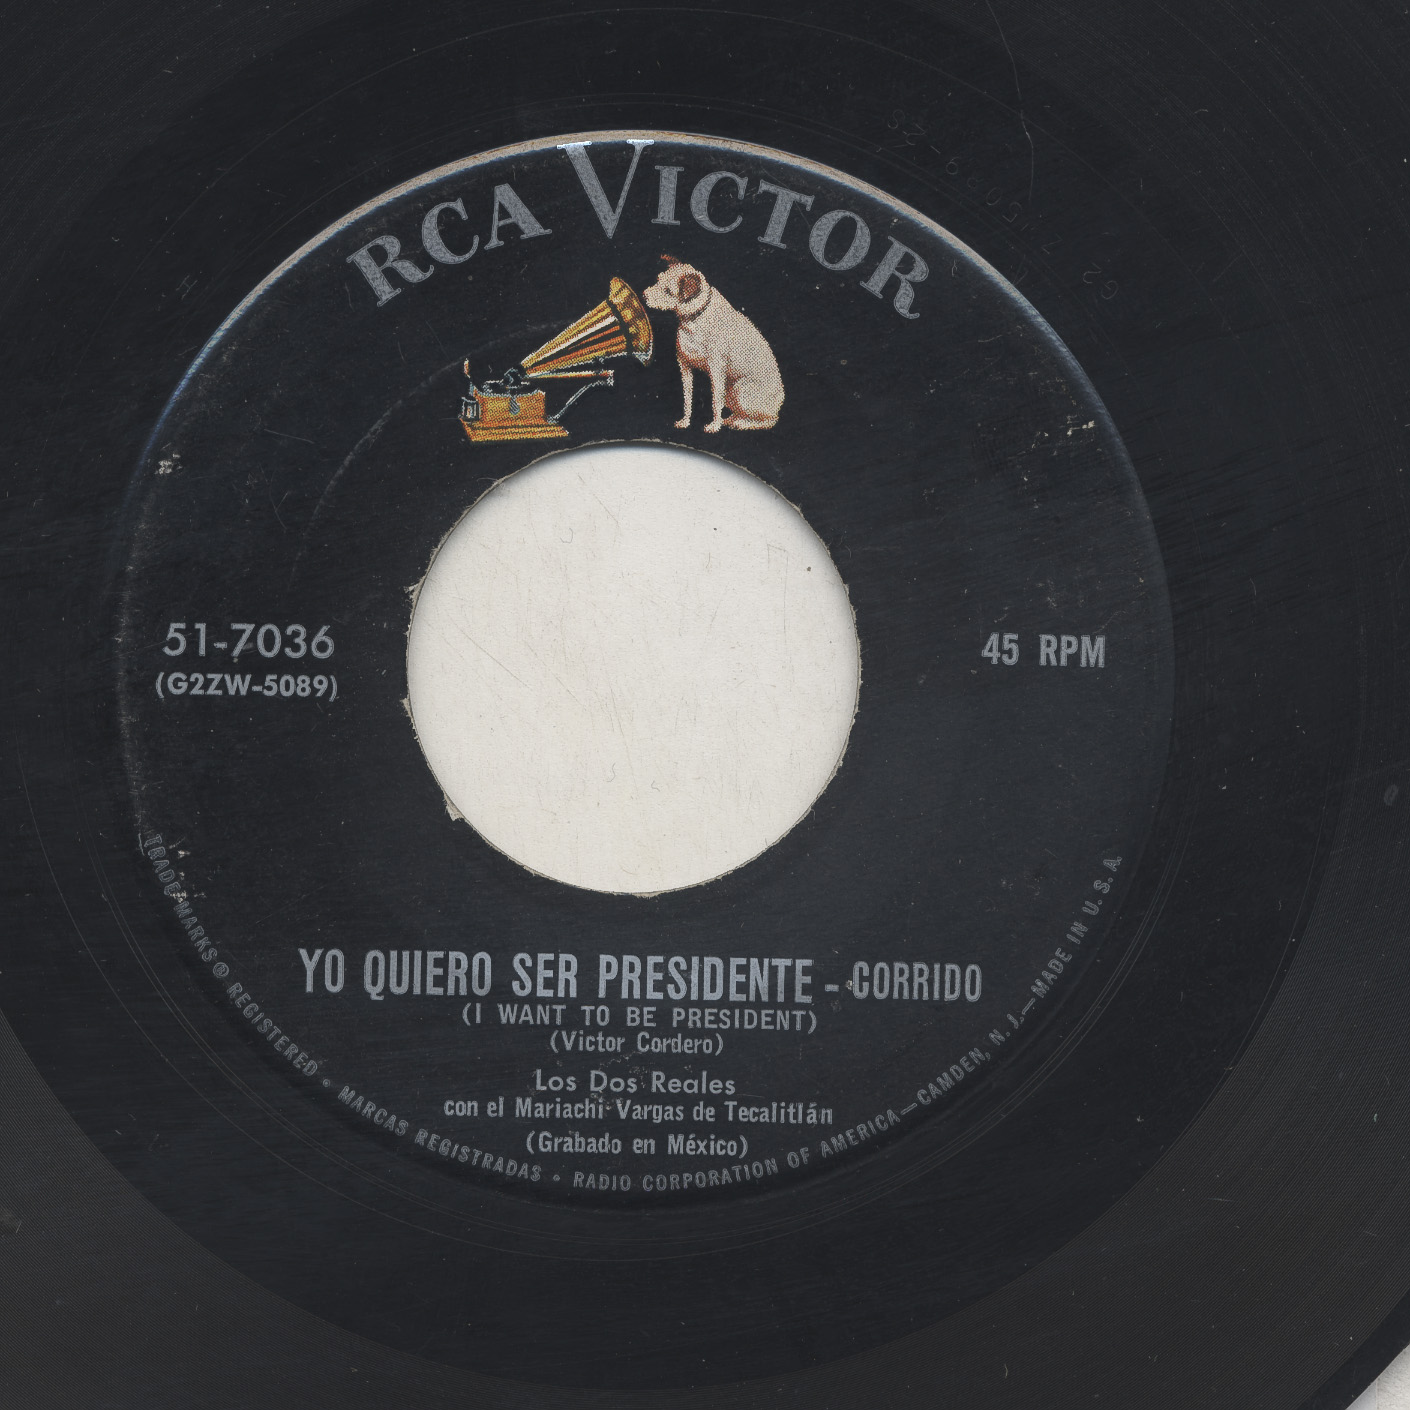 RCA VICTOR
51-7036
(G2ZW-5089)
45 RPM
YO QUIERO SER PRESIDENTE - CORRIDO
(I WANT TO BE PRESIDENT)
(Victor Cordero)
Los Dos Reales
con el Mariachi Vargas de Tecalitlán
(Grabado en México)
TRADE MARKS ® REGISTERED • MARCAS REGISTRADAS • RADIO CORPORATION OF AMERICA—CAMDEN, N. J.—MADE IN U. S. A.